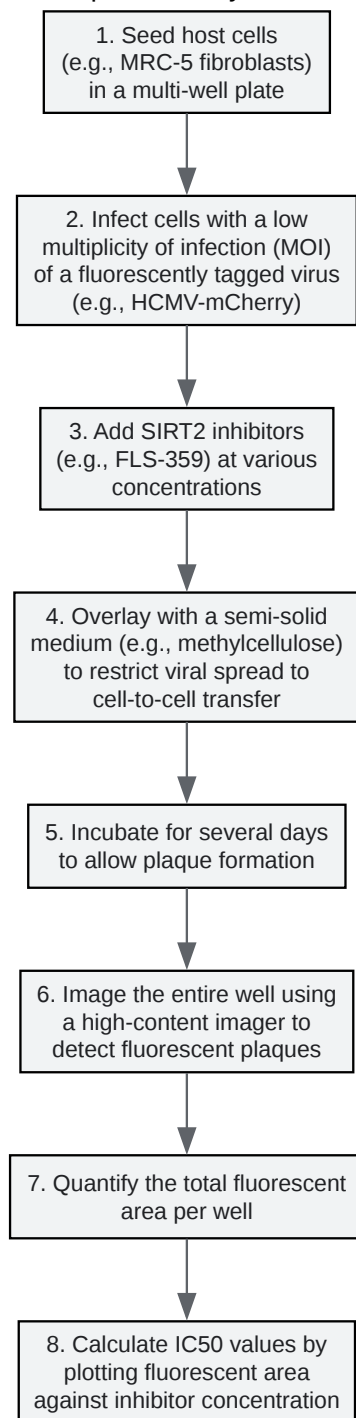 1. Seed host cells
(e.g., MRC-5 fibroblasts)
in a multi-well plate
2. Infect cells with a low
multiplicity of infection (MOI)
of a fluorescently tagged virus
(e.g., HCMV-mCherry)
3. Add SIRT2 inhibitors
(e.g., FLS-359) at various
concentrations
4. Overlay with a semi-solid
medium (e.g., methylcellulose)
to restrict viral spread to
cell-to-cell transfer
5. Incubate for several days
to allow plaque formation
6. Image the entire well using
a high-content imager to
detect fluorescent plaques
7. Quantify the total fluorescent
area per well
8. Calculate IC50 values by
plotting fluorescent area
against inhibitor concentration